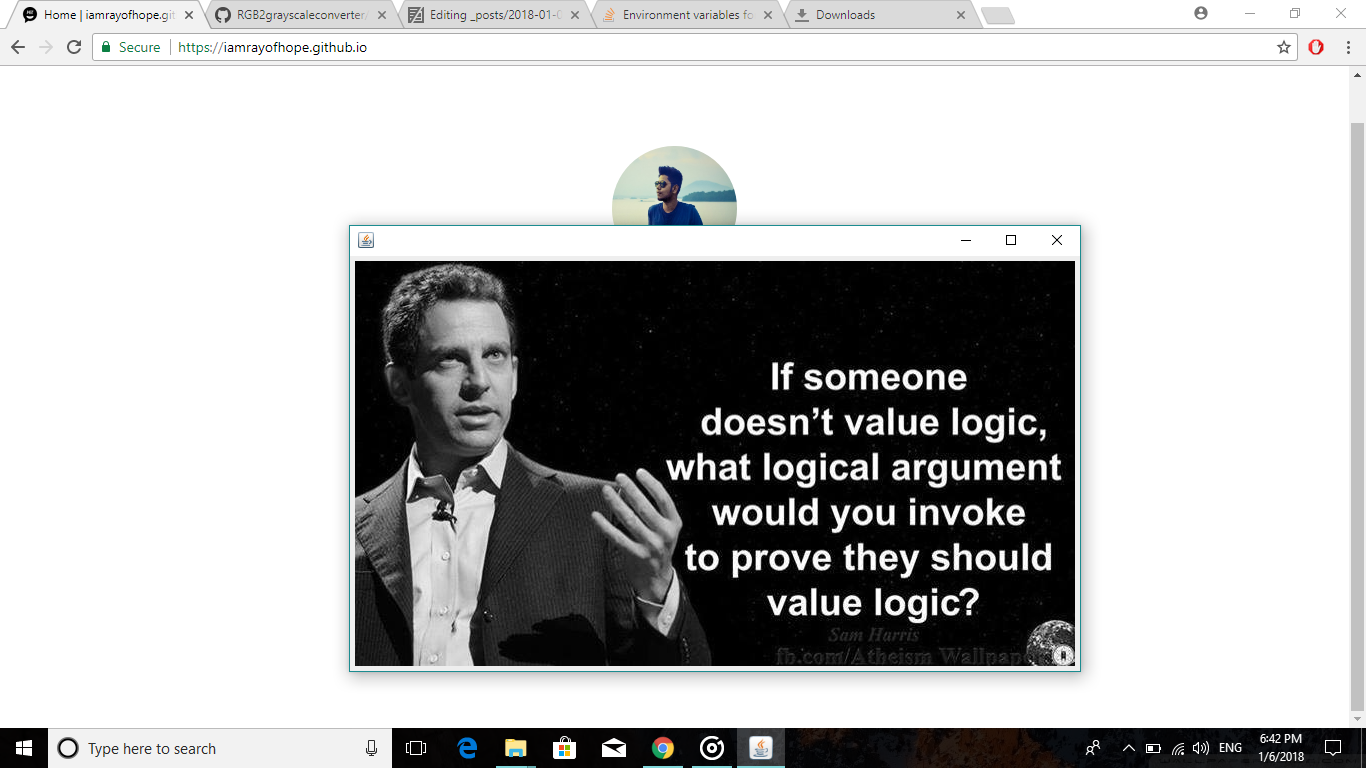 Home | iamrayofhope.git
RGB2grayscaleconverter/
Editing _posts/2018-01-0
Environment variables fo
Downloads
Secure
https://iamrayofhope.github.io
If someone
doesn't value logic,
what logical argument
would you invoke
to prove they should
value logic?
Sam Harris
fb.com/Atheism Wallpape
Type here to search
ENG
6:42 PM
1/6/2018